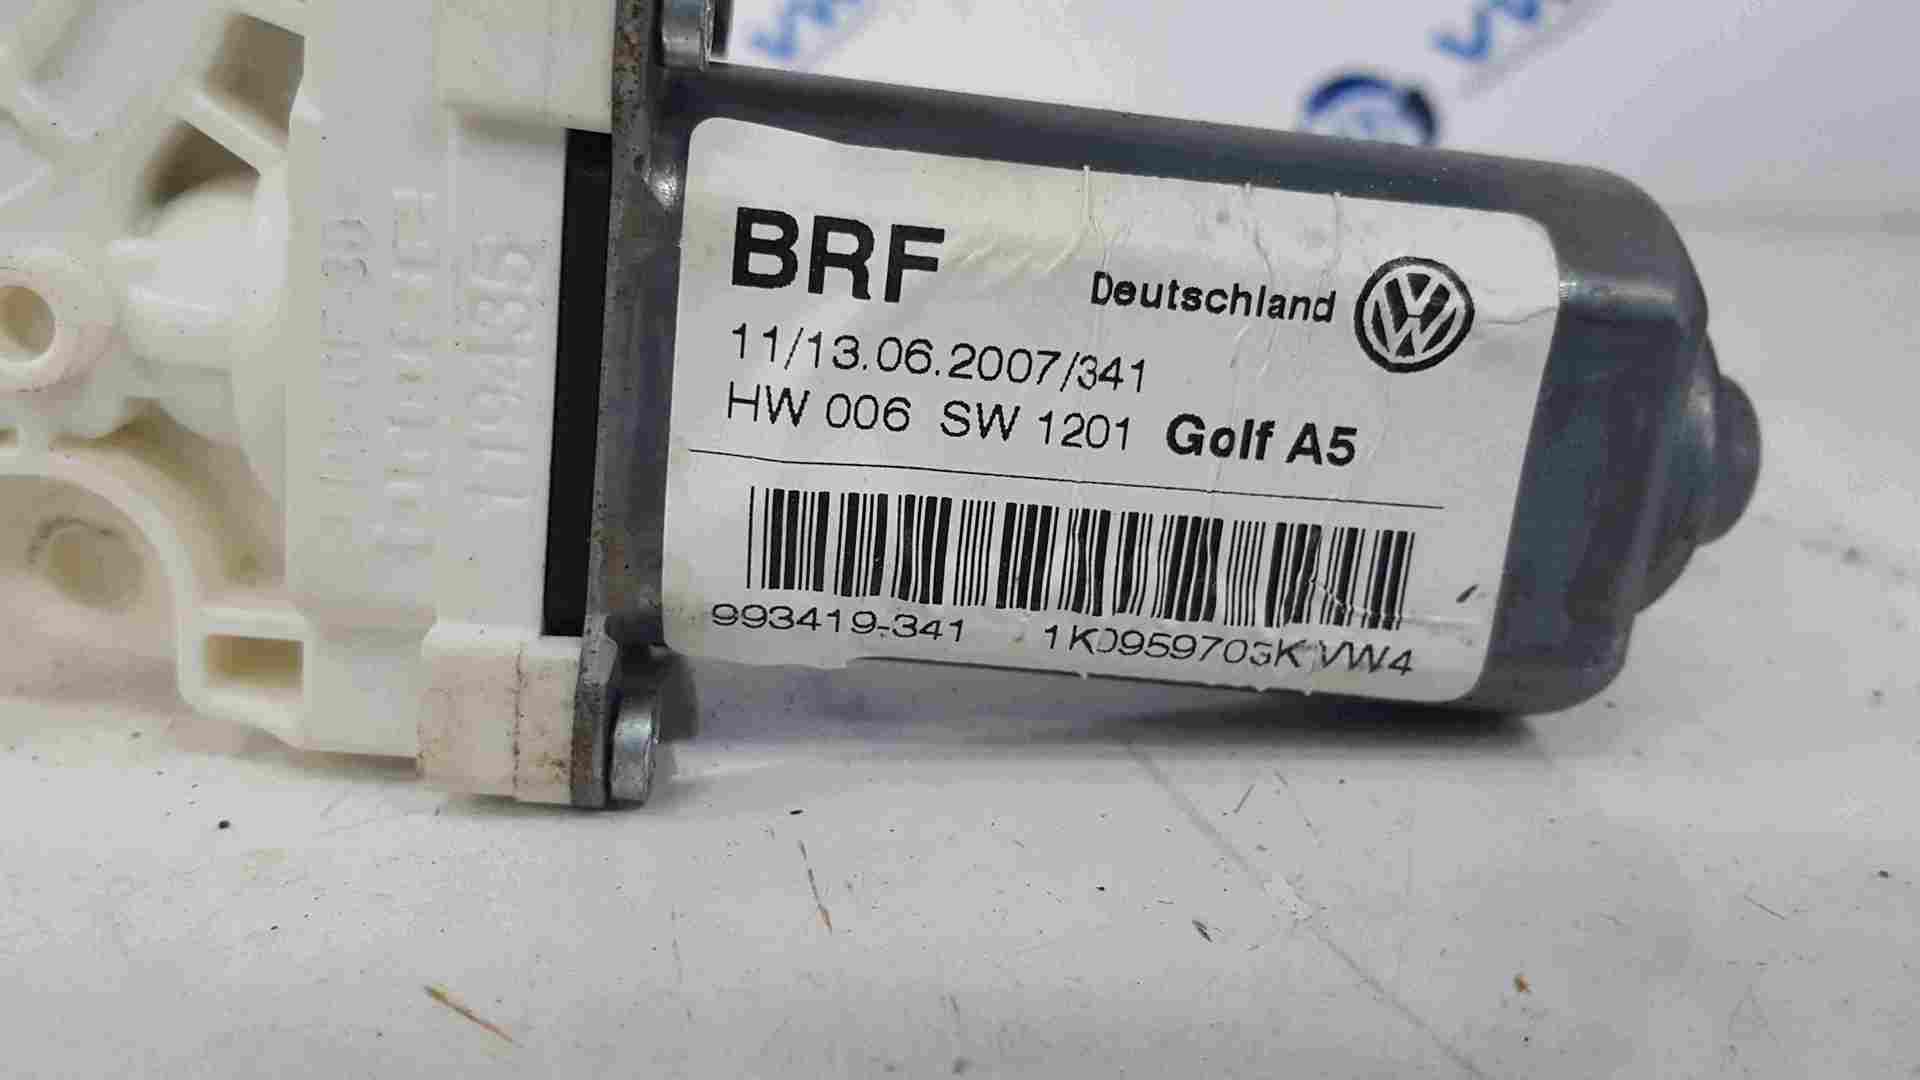 BRF
Deutschland
11/13.06.2007/341
HW 006 SW 1201 Golf A5
993419-341 1K0959703K VW4